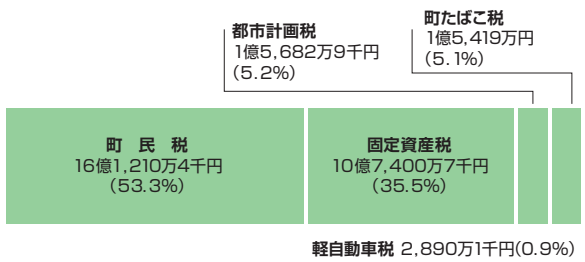 都市計画税
1億5,682万9千円
(5.2%)
町たばこ税
1億5,419万円
(5.1%)
町 民 税
16億1,210万4千円
(53.3%)
固定資産税
10億7,400万7千円
(35.5%)
軽自動車税 2,890万1千円(0.9%)